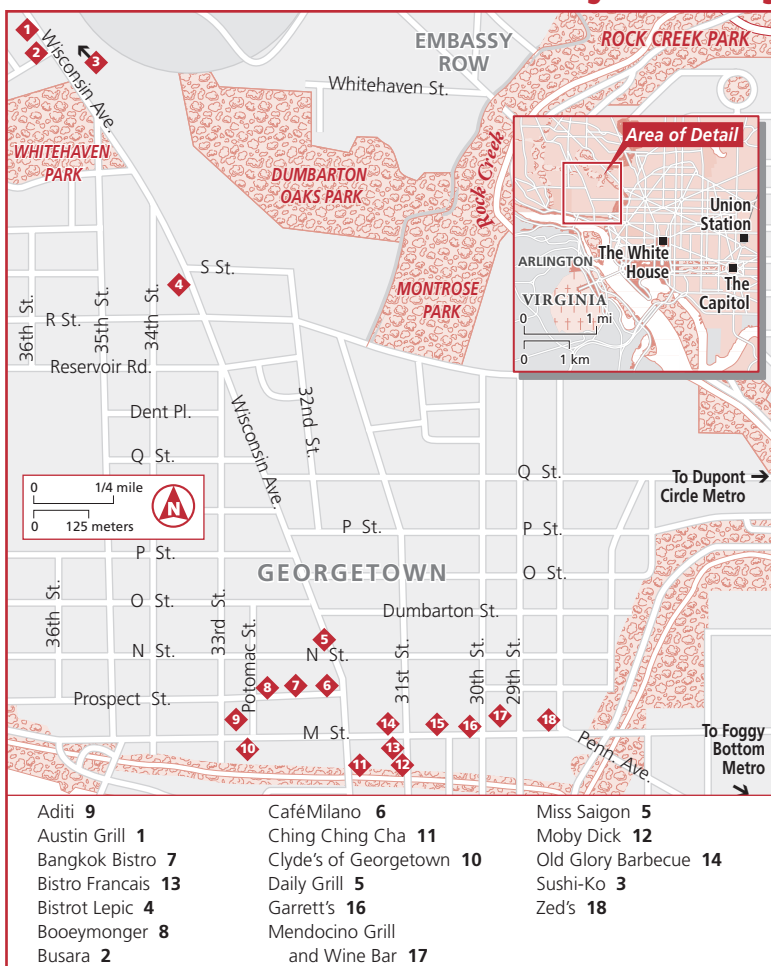 1
2
3
Wisconsin Ave.
EMBASSY
ROW
ROCK CREEK PARK
Whitehaven St.
WHITEHAVEN
PARK
DUMBARTON
OAKS PARK
Rock Creek
Area of Detail
Union
Station
The White
House
ARLINGTON
VIRGINIA
The
Capitol
0 1 mi
0 1 km
MONTROSE
PARK
S St.
4
36th St.
35th St.
34th St.
R St.
Reservoir Rd.
32nd St.
Dent Pl.
Wisconsin Ave.
Q St.
Q St.
To Dupont
Circle Metro
0 1/4 mile
0 125 meters
N
P St.
P St.
P St.
GEORGETOWN
O St.
O St.
36th St.
33rd St.
Potomac St.
Dumbarton St.
5
N St.
N St.
31st St.
30th St.
29th St.
8
7
6
Prospect St.
9
14
15
16
17
18
M St.
10
13
11
12
Penn. Ave.
To Foggy
Bottom
Metro
Aditi 9
Austin Grill 1
Bangkok Bistro 7
Bistro Francais 13
Bistrot Lepic 4
Booeymonger 8
Busara 2
CaféMilano 6
Ching Ching Cha 11
Clyde's of Georgetown 10
Daily Grill 5
Garrett's 16
Mendocino Grill
and Wine Bar 17
Miss Saigon 5
Moby Dick 12
Old Glory Barbecue 14
Sushi-Ko 3
Zed's 18